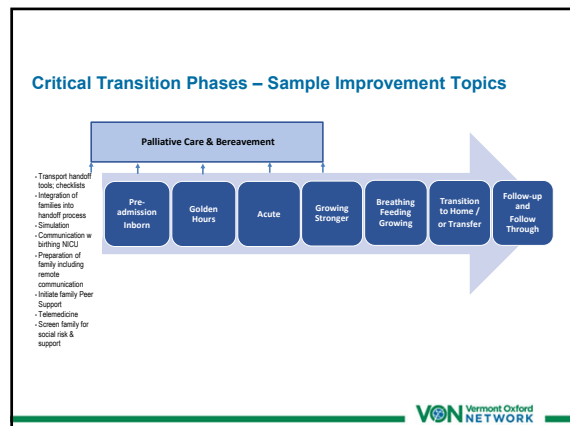 Critical Transition Phases – Sample Improvement Topics
Palliative Care & Bereavement
- Transport handoff
tools; checklists
- Integration of
families into
handoff process
- Simulation
- Communication w
birthing NICU
- Preparation of
family including
remote
communication
- Initiate family Peer
Support
- Telemedicine
- Screen family for
social risk &
support
Pre-
admission
Inborn
Golden
Hours
Acute
Growing
Stronger
Breathing
Feeding
Growing
Transition
to Home /
or Transfer
Follow-up
and
Follow
Through
VON Vermont Oxford
NETWORK